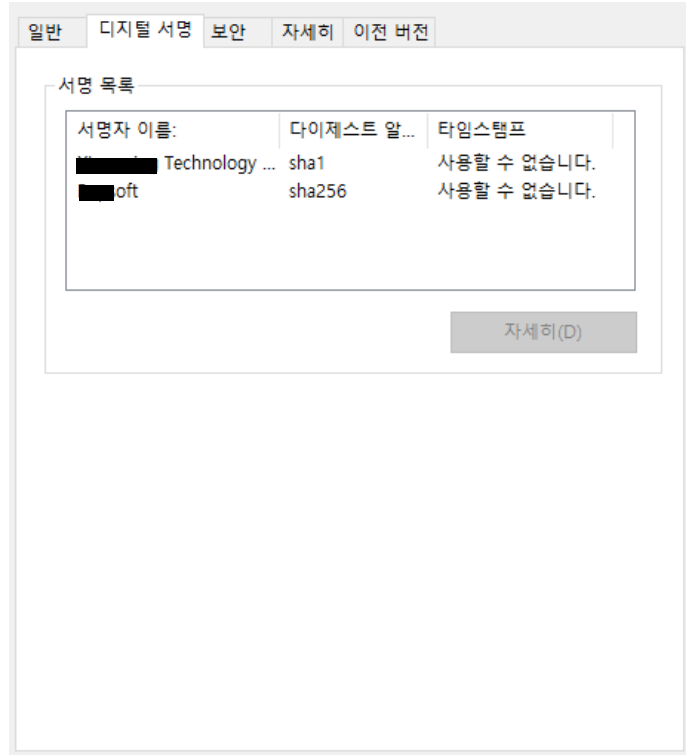 일반 디지털 서명 보안 자세히 이전 버전
서명 목록
서명자 이름: 다이제스트 알... 타임스탬프
Technology ... sha1 사용할 수 없습니다.
oft sha256 사용할 수 없습니다.
자세히(D)